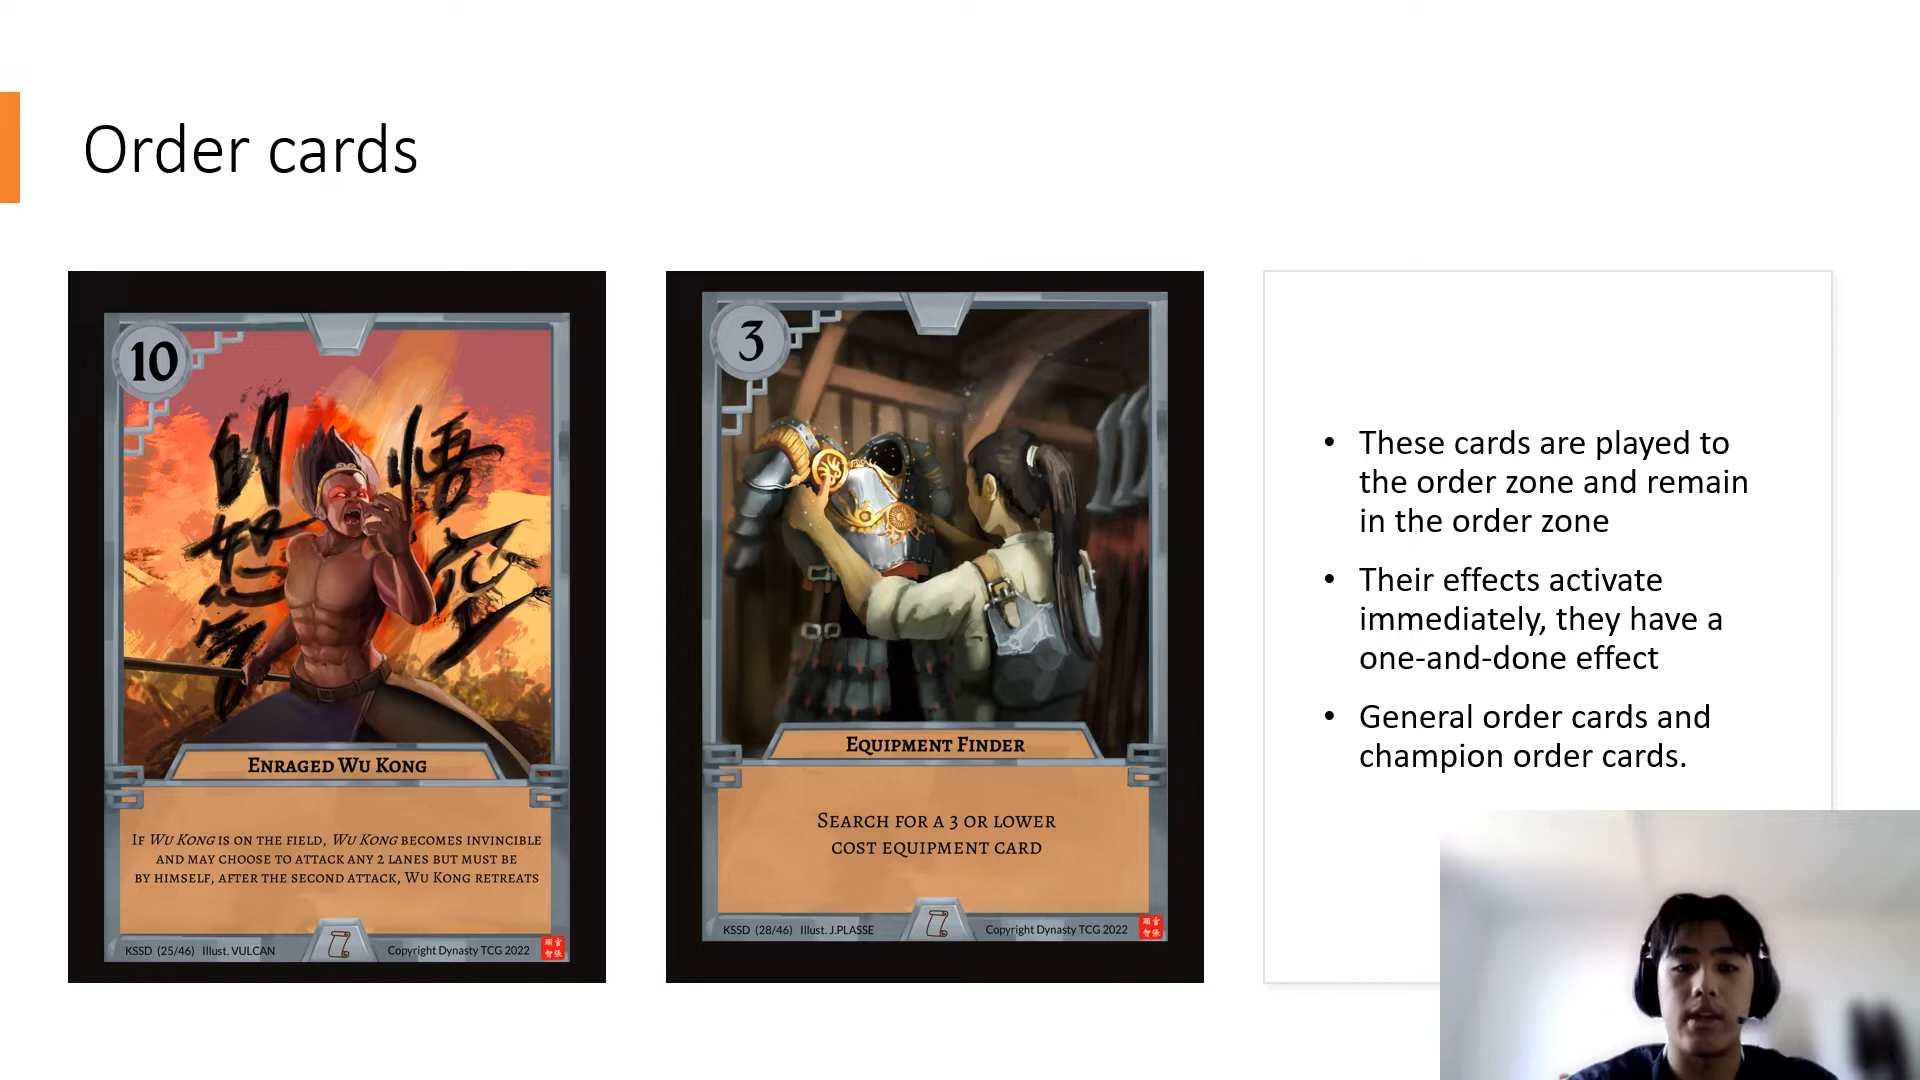 Order cards
10
悟空
的怒气
ENRAGED WU KONG
IF WU KONG IS ON THE FIELD, WU KONG BECOMES INVINCIBLE
AND MAY CHOOSE TO ATTACK ANY 2 LANES BUT MUST BE
BY HIMSELF, AFTER THE SECOND ATTACK, WU KONG RETREATS
KSSD (25/46) Illust. VULCAN
Copyright Dynasty TCG 2022
3
EQUIPMENT FINDER
SEARCH FOR A 3 OR LOWER
COST EQUIPMENT CARD
KSSD (28/46) Illust. J.PLASSE
Copyright Dynasty TCG 2022
• These cards are played to
the order zone and remain
in the order zone
• Their effects activate
immediately, they have a
one-and-done effect
• General order cards and
champion order cards.